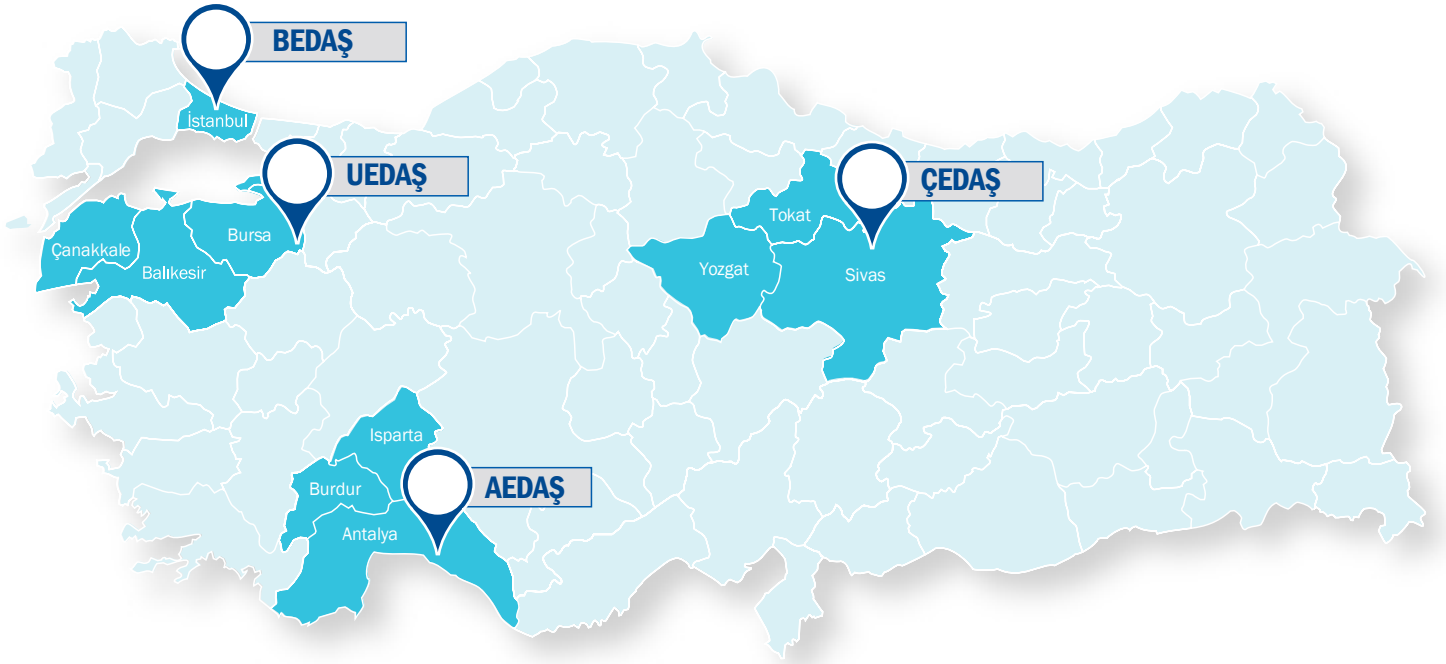 BEDAŞ
İstanbul
UEDAŞ
ÇEDAŞ
Tokat
Bursa
Çanakkale
Balıkesir
Yozgat
Sivas
Isparta
AEDAŞ
Burdur
Antalya